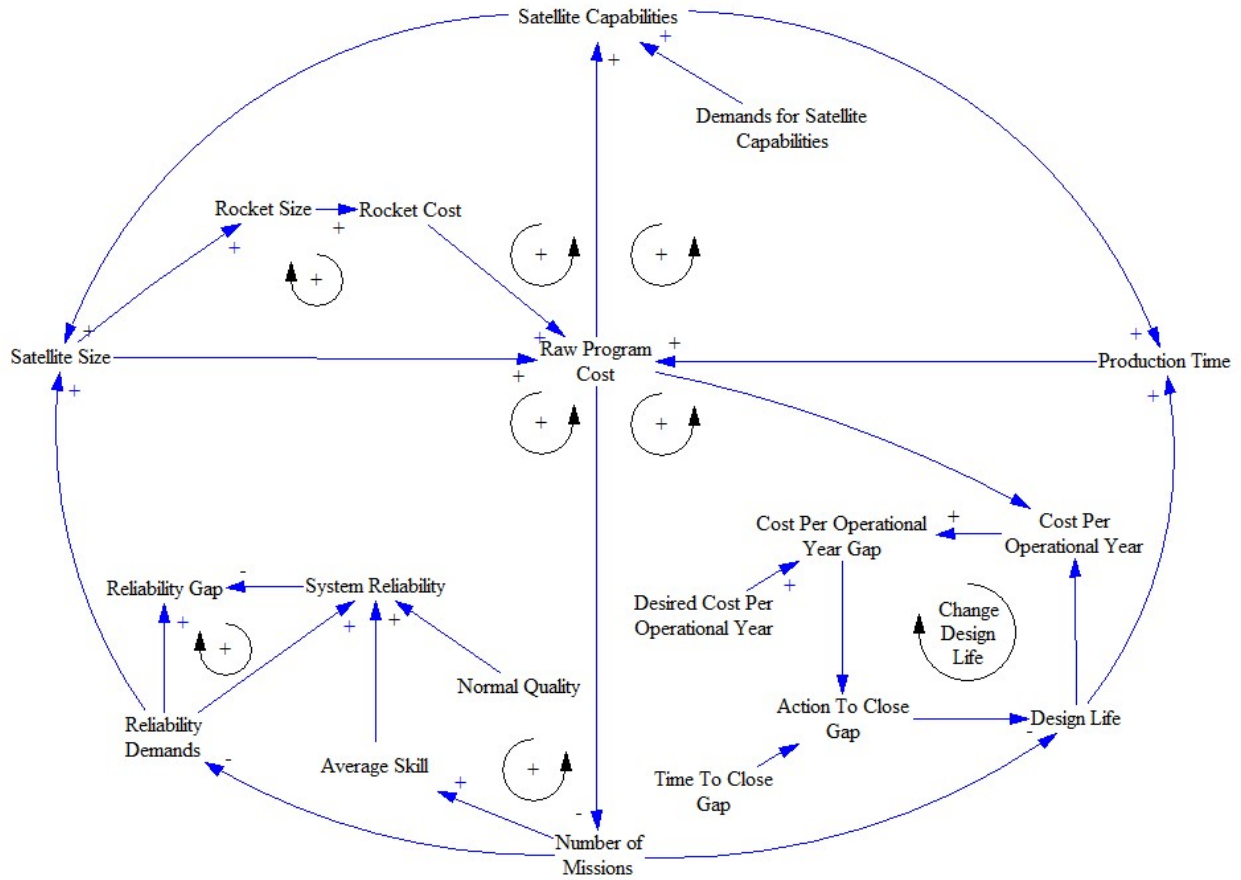 Satellite Capabilities
+
+
Demands for Satellite
Capabilities
Rocket Size
Rocket Cost
+
+
+
+
+
+
+
+
+
Satellite Size
+
Raw Program
Cost
+
Production Time
+
+
+
+
+
Cost Per Operational
Year Gap
+
Cost Per
Operational Year
Reliability Gap
-
System Reliability
+
Desired Cost Per
Operational Year
Change
Design
Life
+
+
+
+
Normal Quality
Reliability
Demands
-
Average Skill
+
+
Action To Close
Gap
Design Life
-
Time To Close
Gap
-
Number of
Missions